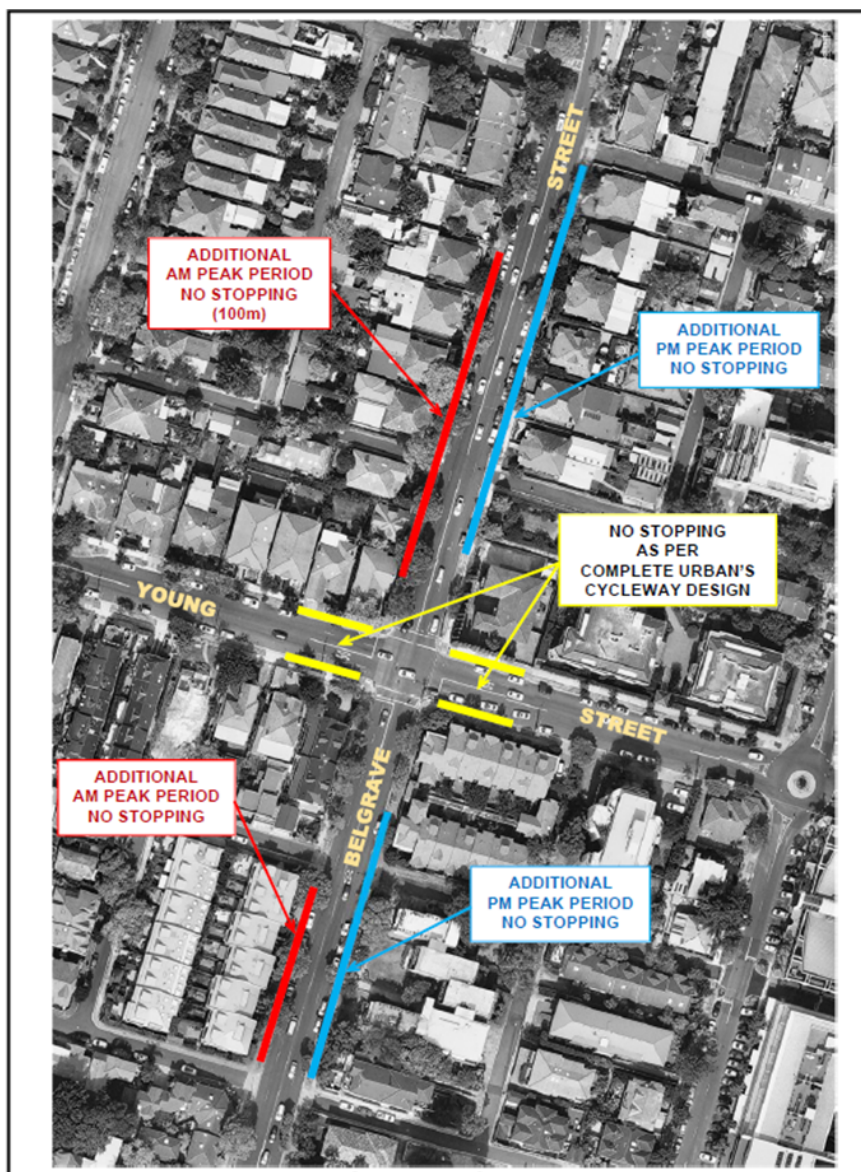 STREET
ADDITIONAL
AM PEAK PERIOD
NO STOPPING
(100m)
ADDITIONAL
PM PEAK PERIOD
NO STOPPING
NO STOPPING
AS PER
COMPLETE URBAN'S
CYCLEWAY DESIGN
YOUNG
STREET
ADDITIONAL
AM PEAK PERIOD
NO STOPPING
BELGRAVE
ADDITIONAL
PM PEAK PERIOD
NO STOPPING